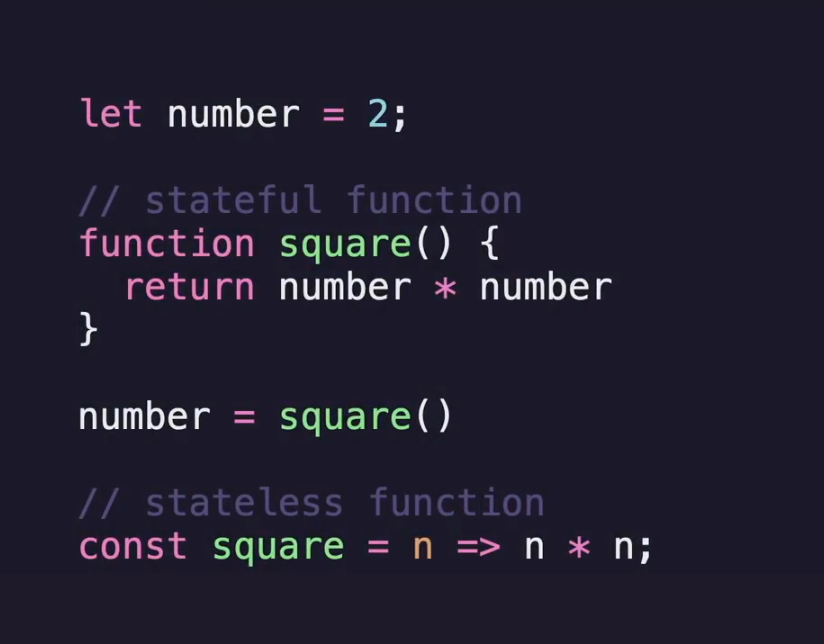 let number = 2;
// stateful function
function square() {
  return number * number
}
number = square()
// stateless function
const square = n => n * n;